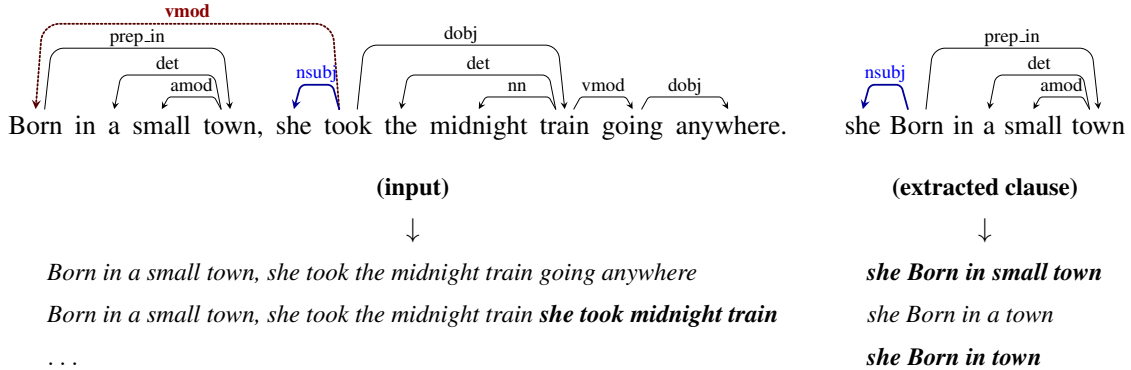 vmod
prep_in dobj prep_in
det nsubj det nsubj det
amod nn vmod dobj amod
Born in a small town, she took the midnight train going anywhere. she Born in a small town
(input) (extracted clause)
↓ ↓
Born in a small town, she took the midnight train going anywhere she Born in small town
Born in a small town, she took the midnight train she took midnight train she Born in a town
. . . she Born in town